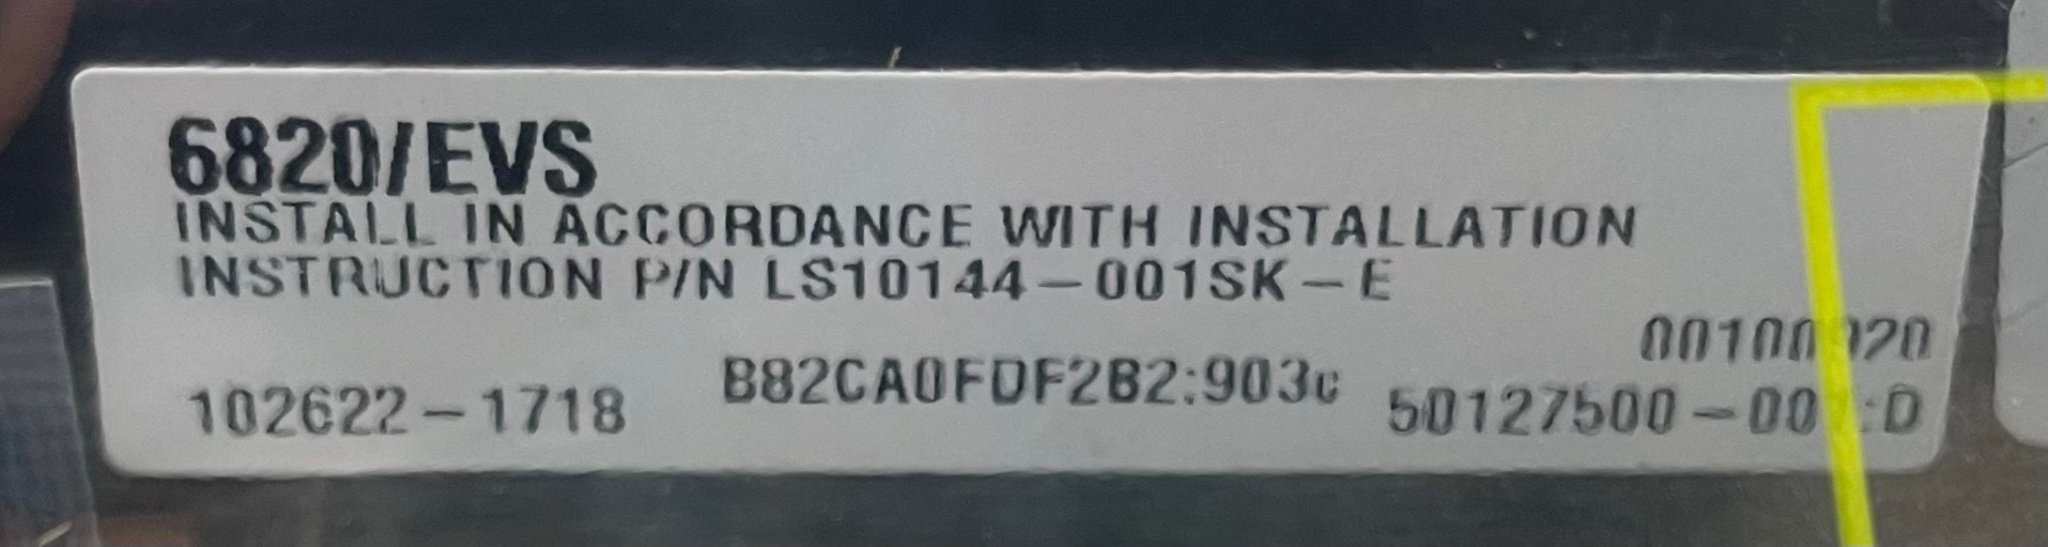 6820/EVS
INSTALL IN ACCORDANCE WITH INSTALLATION
INSTRUCTION P/N LS10144-001SK-E
102622-1718
B82CA0FDF2B2:903c